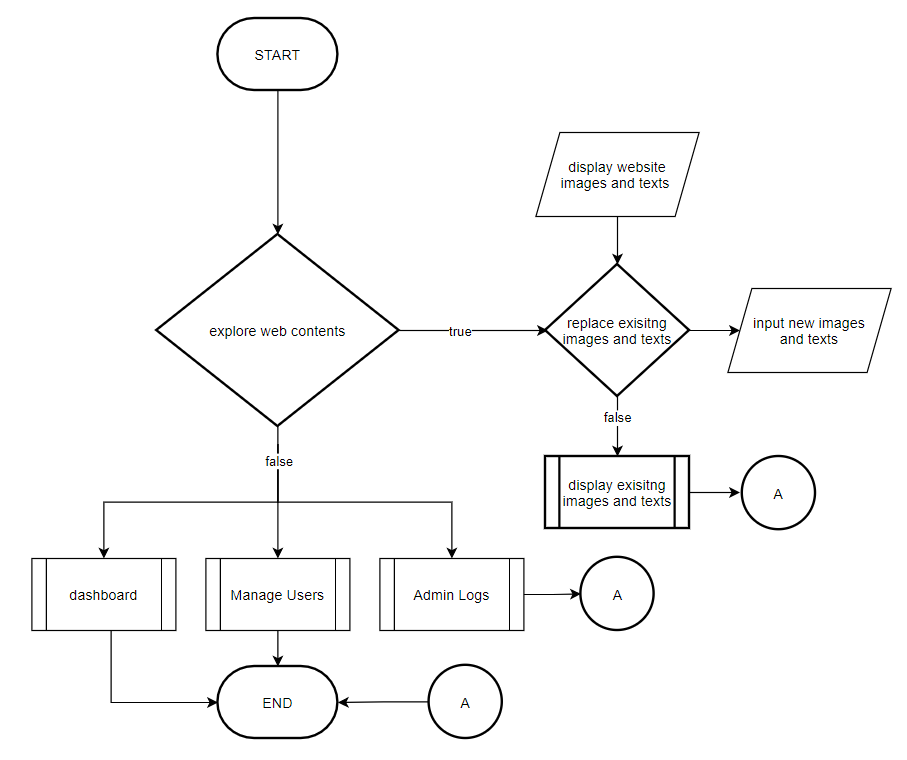 START
display website
images and texts
explore web contents
true
replace exisitng
images and texts
input new images
and texts
false
false
display exisitng
images and texts
A
dashboard
Manage Users
Admin Logs
A
END
A